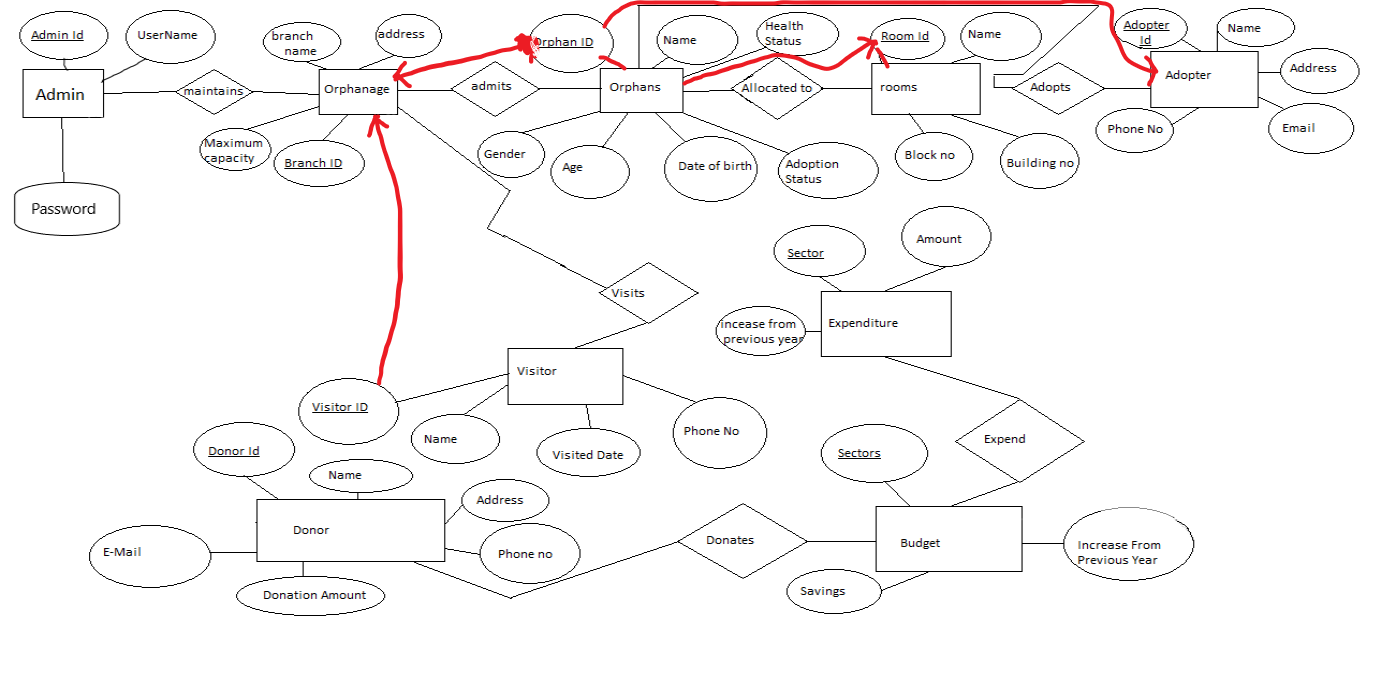 Admin Id
UserName
Admin
Password
maintains
branch
name
address
Orphanage
Maximum
capacity
Branch ID
admits
Orphan ID
Name
Health
Status
Orphans
Gender
Age
Date of birth
Adoption
Status
Allocated to
Room Id
Name
rooms
Block no
Building no
Adopts
Adopter
Id
Name
Adopter
Address
Phone No
Email
Visits
Visitor
Visitor ID
Name
Visited Date
Phone No
Sector
Amount
incease from
previous year
Expenditure
Expend
Donor Id
Name
Address
Donor
E-Mail
Phone no
Donation Amount
Donates
Sectors
Budget
Increase From
Previous Year
Savings